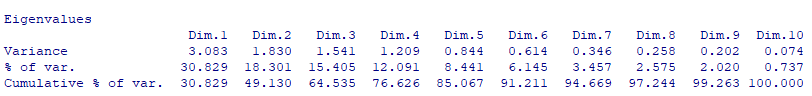 Eigenvalues
Dim.1 Dim.2 Dim.3 Dim.4 Dim.5 Dim.6 Dim.7 Dim.8 Dim.9 Dim.10
Variance 3.083 1.830 1.541 1.209 0.844 0.614 0.346 0.258 0.202 0.074
% of var. 30.829 18.301 15.405 12.091 8.441 6.145 3.457 2.575 2.020 0.737
Cumulative % of var. 30.829 49.130 64.535 76.626 85.067 91.211 94.669 97.244 99.263 100.000